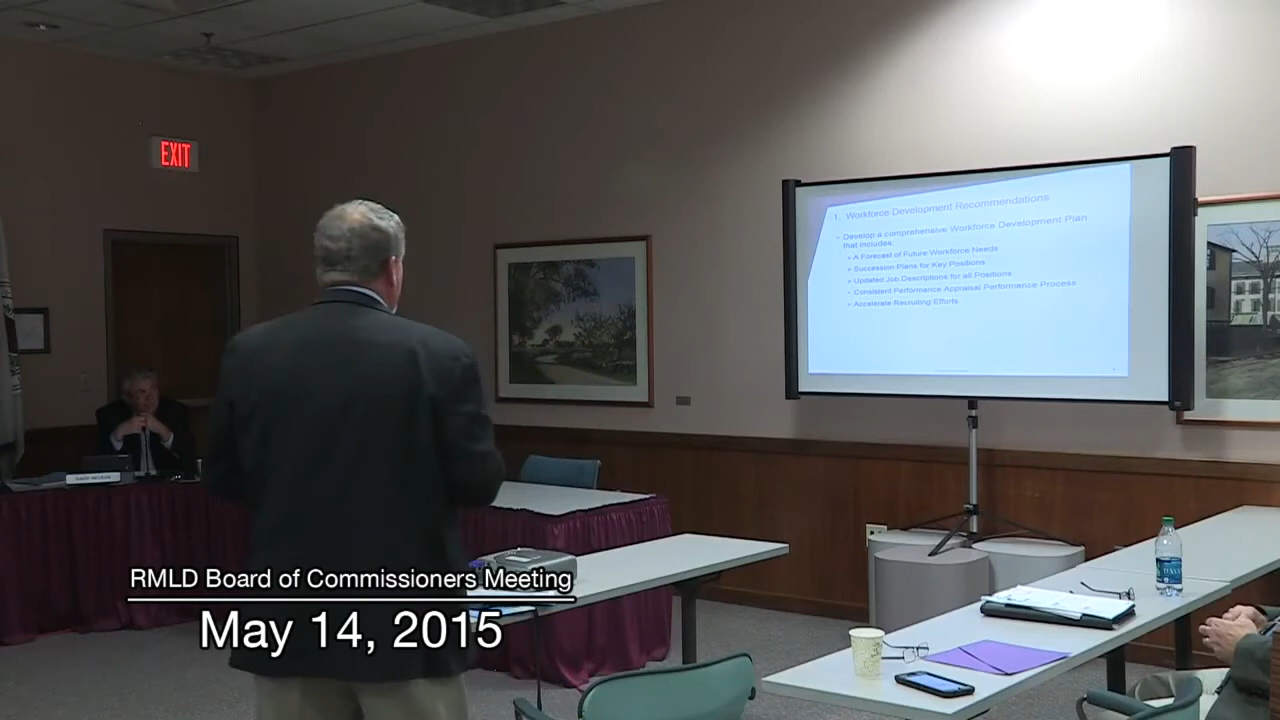 EXIT
1. Workforce Development Recommendations
– Develop a comprehensive Workforce Development Plan
that includes:
A Forecast of Future Workforce Needs
Succession Plans for Key Positions
Updated Job Descriptions for all Positions
Consistent Performance Appraisal Performance Process
Accelerate Recruiting Efforts
RMLD Board of Commissioners Meeting
May 14, 2015